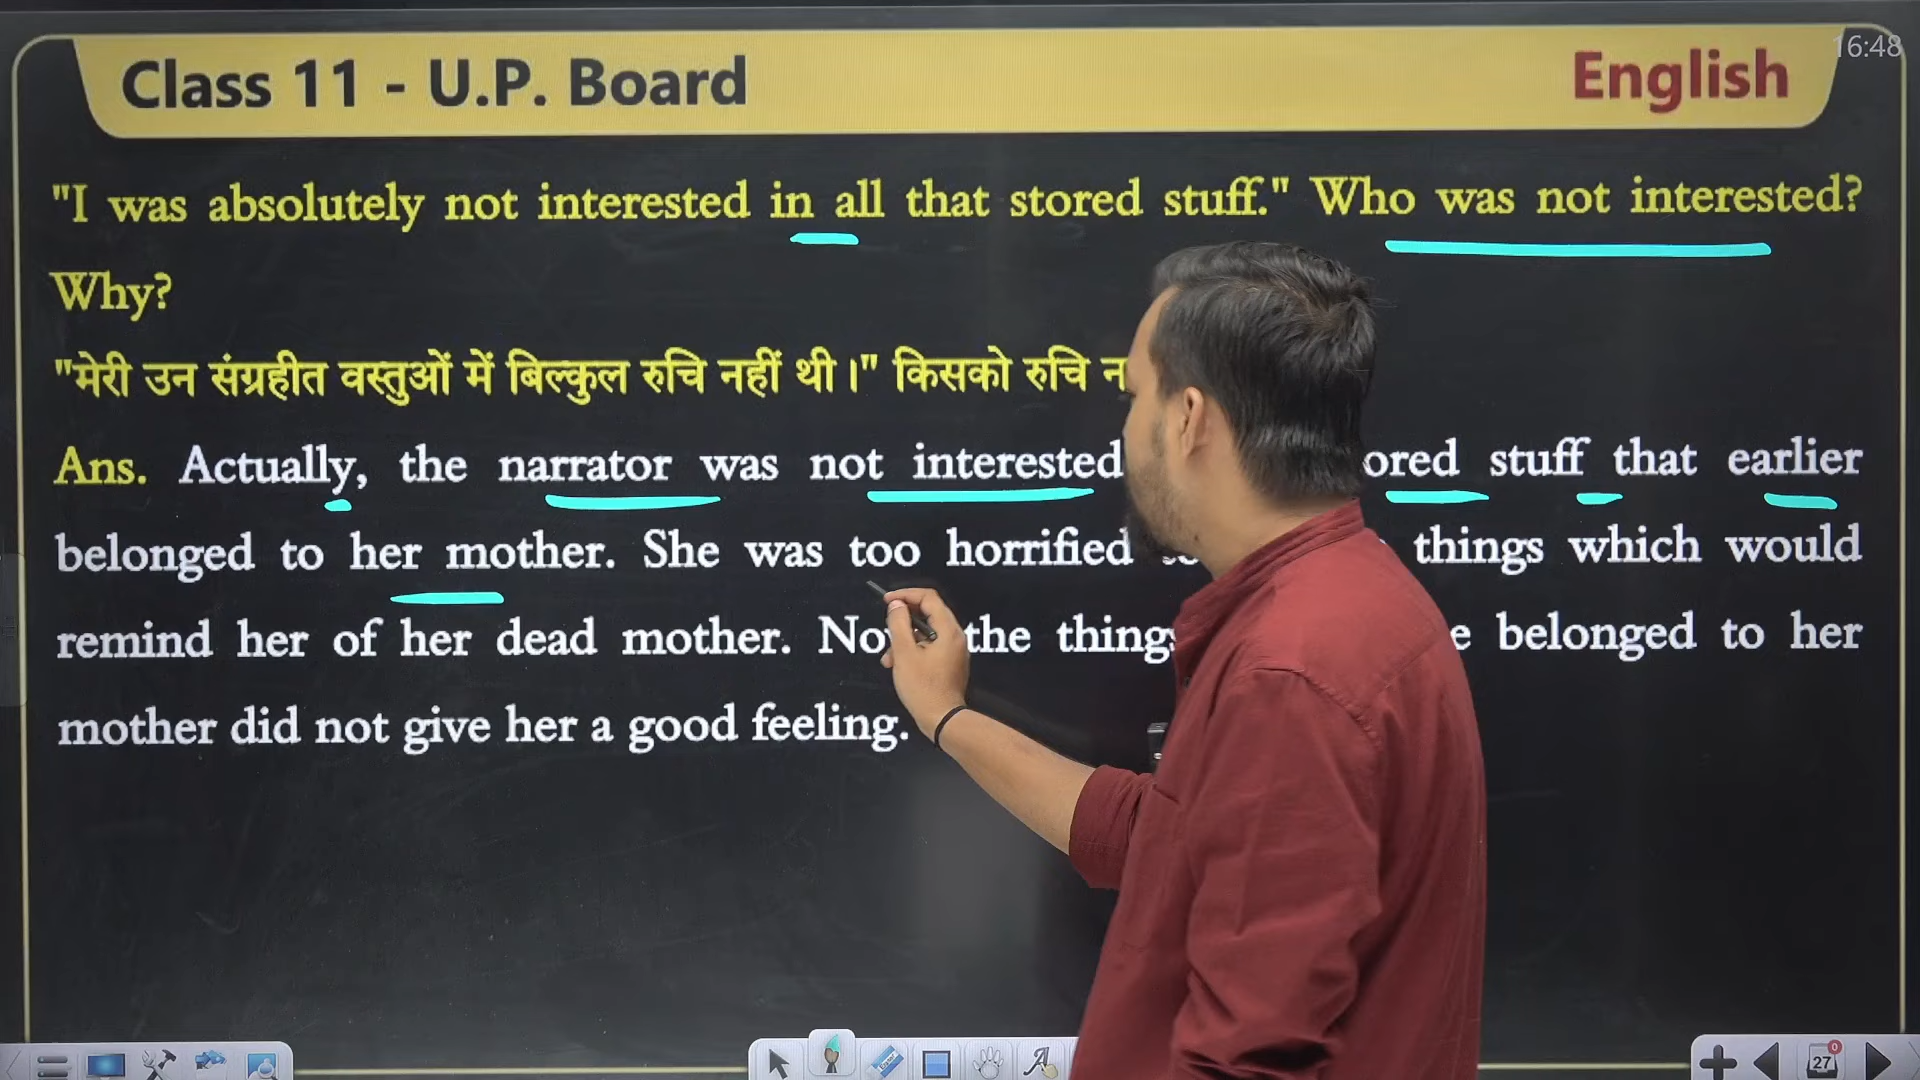 16:48
Class 11 - U.P. Board English
"I was absolutely not interested in all that stored stuff." Who was not interested?
Why?
"मेरी उन संग्रहीत वस्तुओं में बिल्कुल रुचि नहीं थी।" किसको रुचि
Ans. Actually, the narrator was not interested stuff that earlier
belonged to her mother. She was too horrified things which would
remind her of her dead mother. the belonged to her
mother did not give her a good feeling.
27
0